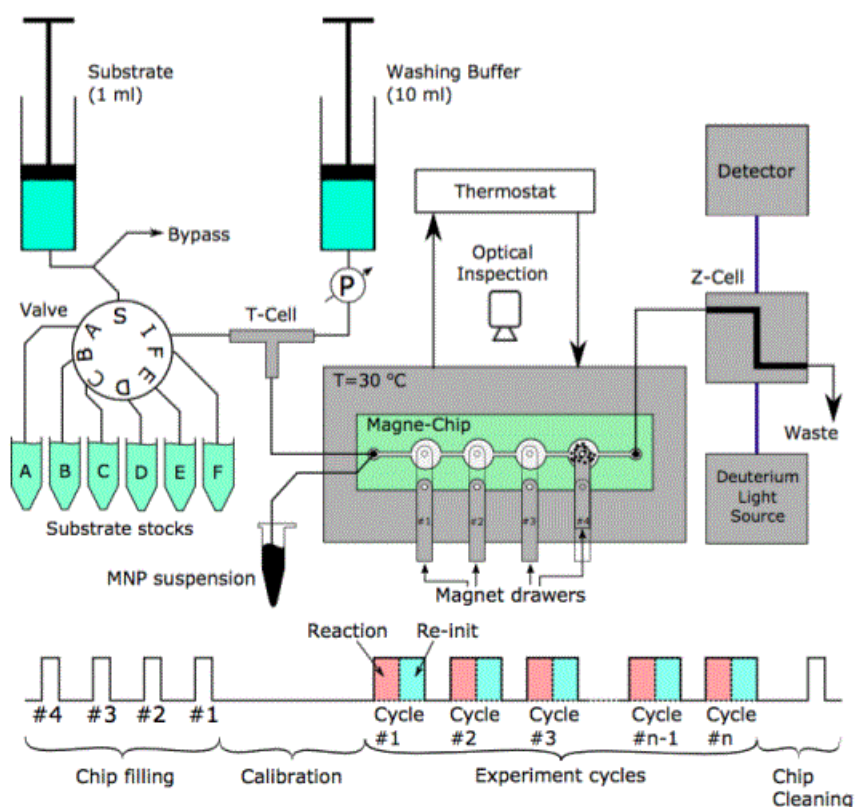 Substrate
(1 ml)
Washing Buffer
(10 ml)
Detector
Thermostat
Bypass
Optical
Inspection
Z-Cell
P
Valve
T-Cell
S
I
F
E
D
C
B
A
T=30 °C
Magne-Chip
Waste
A
B
C
D
E
F
#1
#2
#3
#4
Deuterium
Light
Source
Substrate stocks
MNP suspension
Magnet drawers
Reaction
Re-init
#4
#3
#2
#1
Cycle
#1
Cycle
#2
Cycle
#3
Cycle
#n-1
Cycle
#n
Chip filling
Calibration
Experiment cycles
Chip
Cleaning